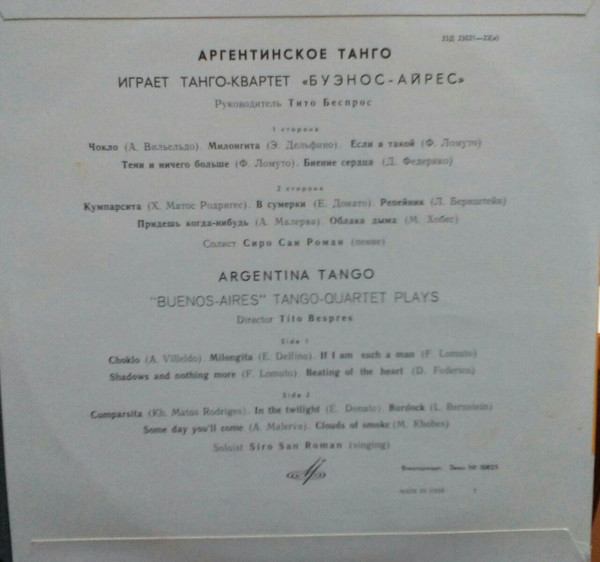 АРГЕНТИНСКОЕ ТАНГО
ИГРАЕТ ТАНГО-КВАРТЕТ «БУЭНОС-АЙРЕС»
Руководитель Тито Беспрос
1 сторона
Чокло (А. Вильельдо). Милонгита (Э. Дельфино). Если я такой (Ф. Ломуто)
Тени и ничего больше (Ф. Ломуто). Биение сердца (Д. Федерико)
2 сторона
Кумпарсита (Х. Матос Родригес). В сумерки (Е. Донато). Репейник (Л. Бернштейн)
Придешь когда-нибудь (А. Малерва). Облака дыма (М. Хобес)
Солист Сиро Сан Роман (пение)
ARGENTINA TANGO
"BUENOS-AIRES" TANGO-QUARTET PLAYS
Director Tito Bespres
Side 1
Choklo (A. Villeldo). Milongita (E. Delfino). If I am such a man (F. Lomuto)
Shadows and nothing more (F. Lomuto). Beating of the heart (D. Federico)
Side 2
Comparsita (Kh. Matos Rodriges). In the twilight (E. Donato). Burdock (L. Bernstein)
Some day you'll come (A. Malerva). Clouds of smoke (M. Khobes)
Soloist Siro San Roman (singing)
MADE IN USSR